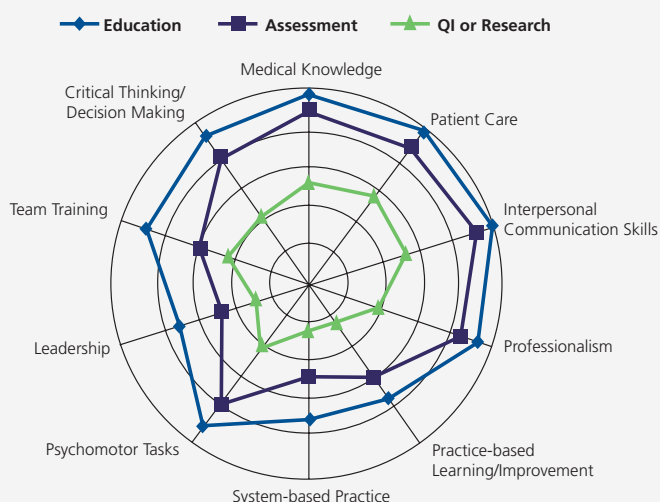 Education Assessment QI or Research
Medical Knowledge
Critical Thinking/
Decision Making
Patient Care
Team Training
Interpersonal
Communication Skills
Leadership
Professionalism
Psychomotor Tasks
Practice-based
Learning/Improvement
System-based Practice